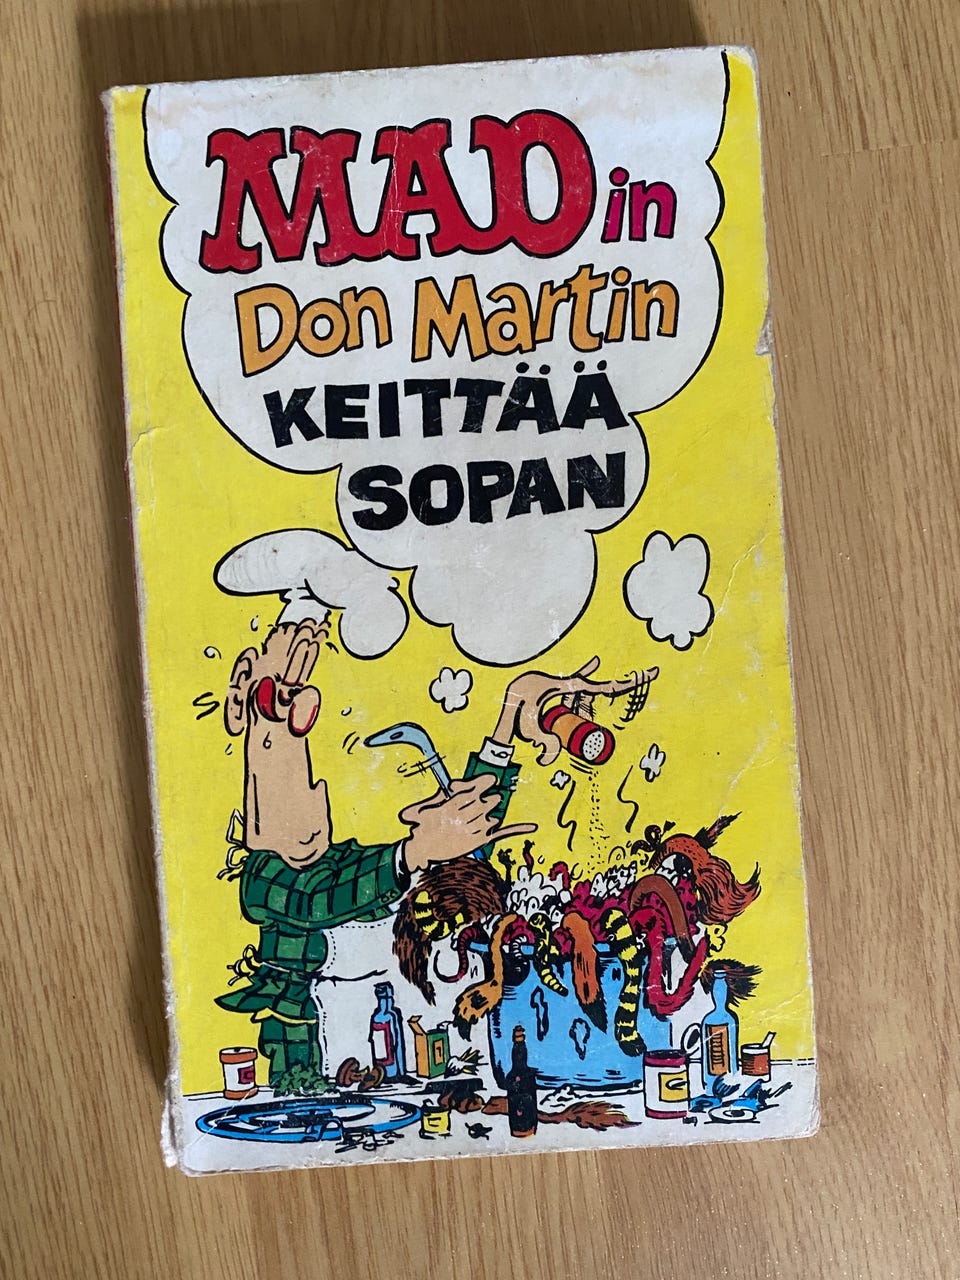 MAD in
Don Martin
KEITTÄÄ
SOPAN